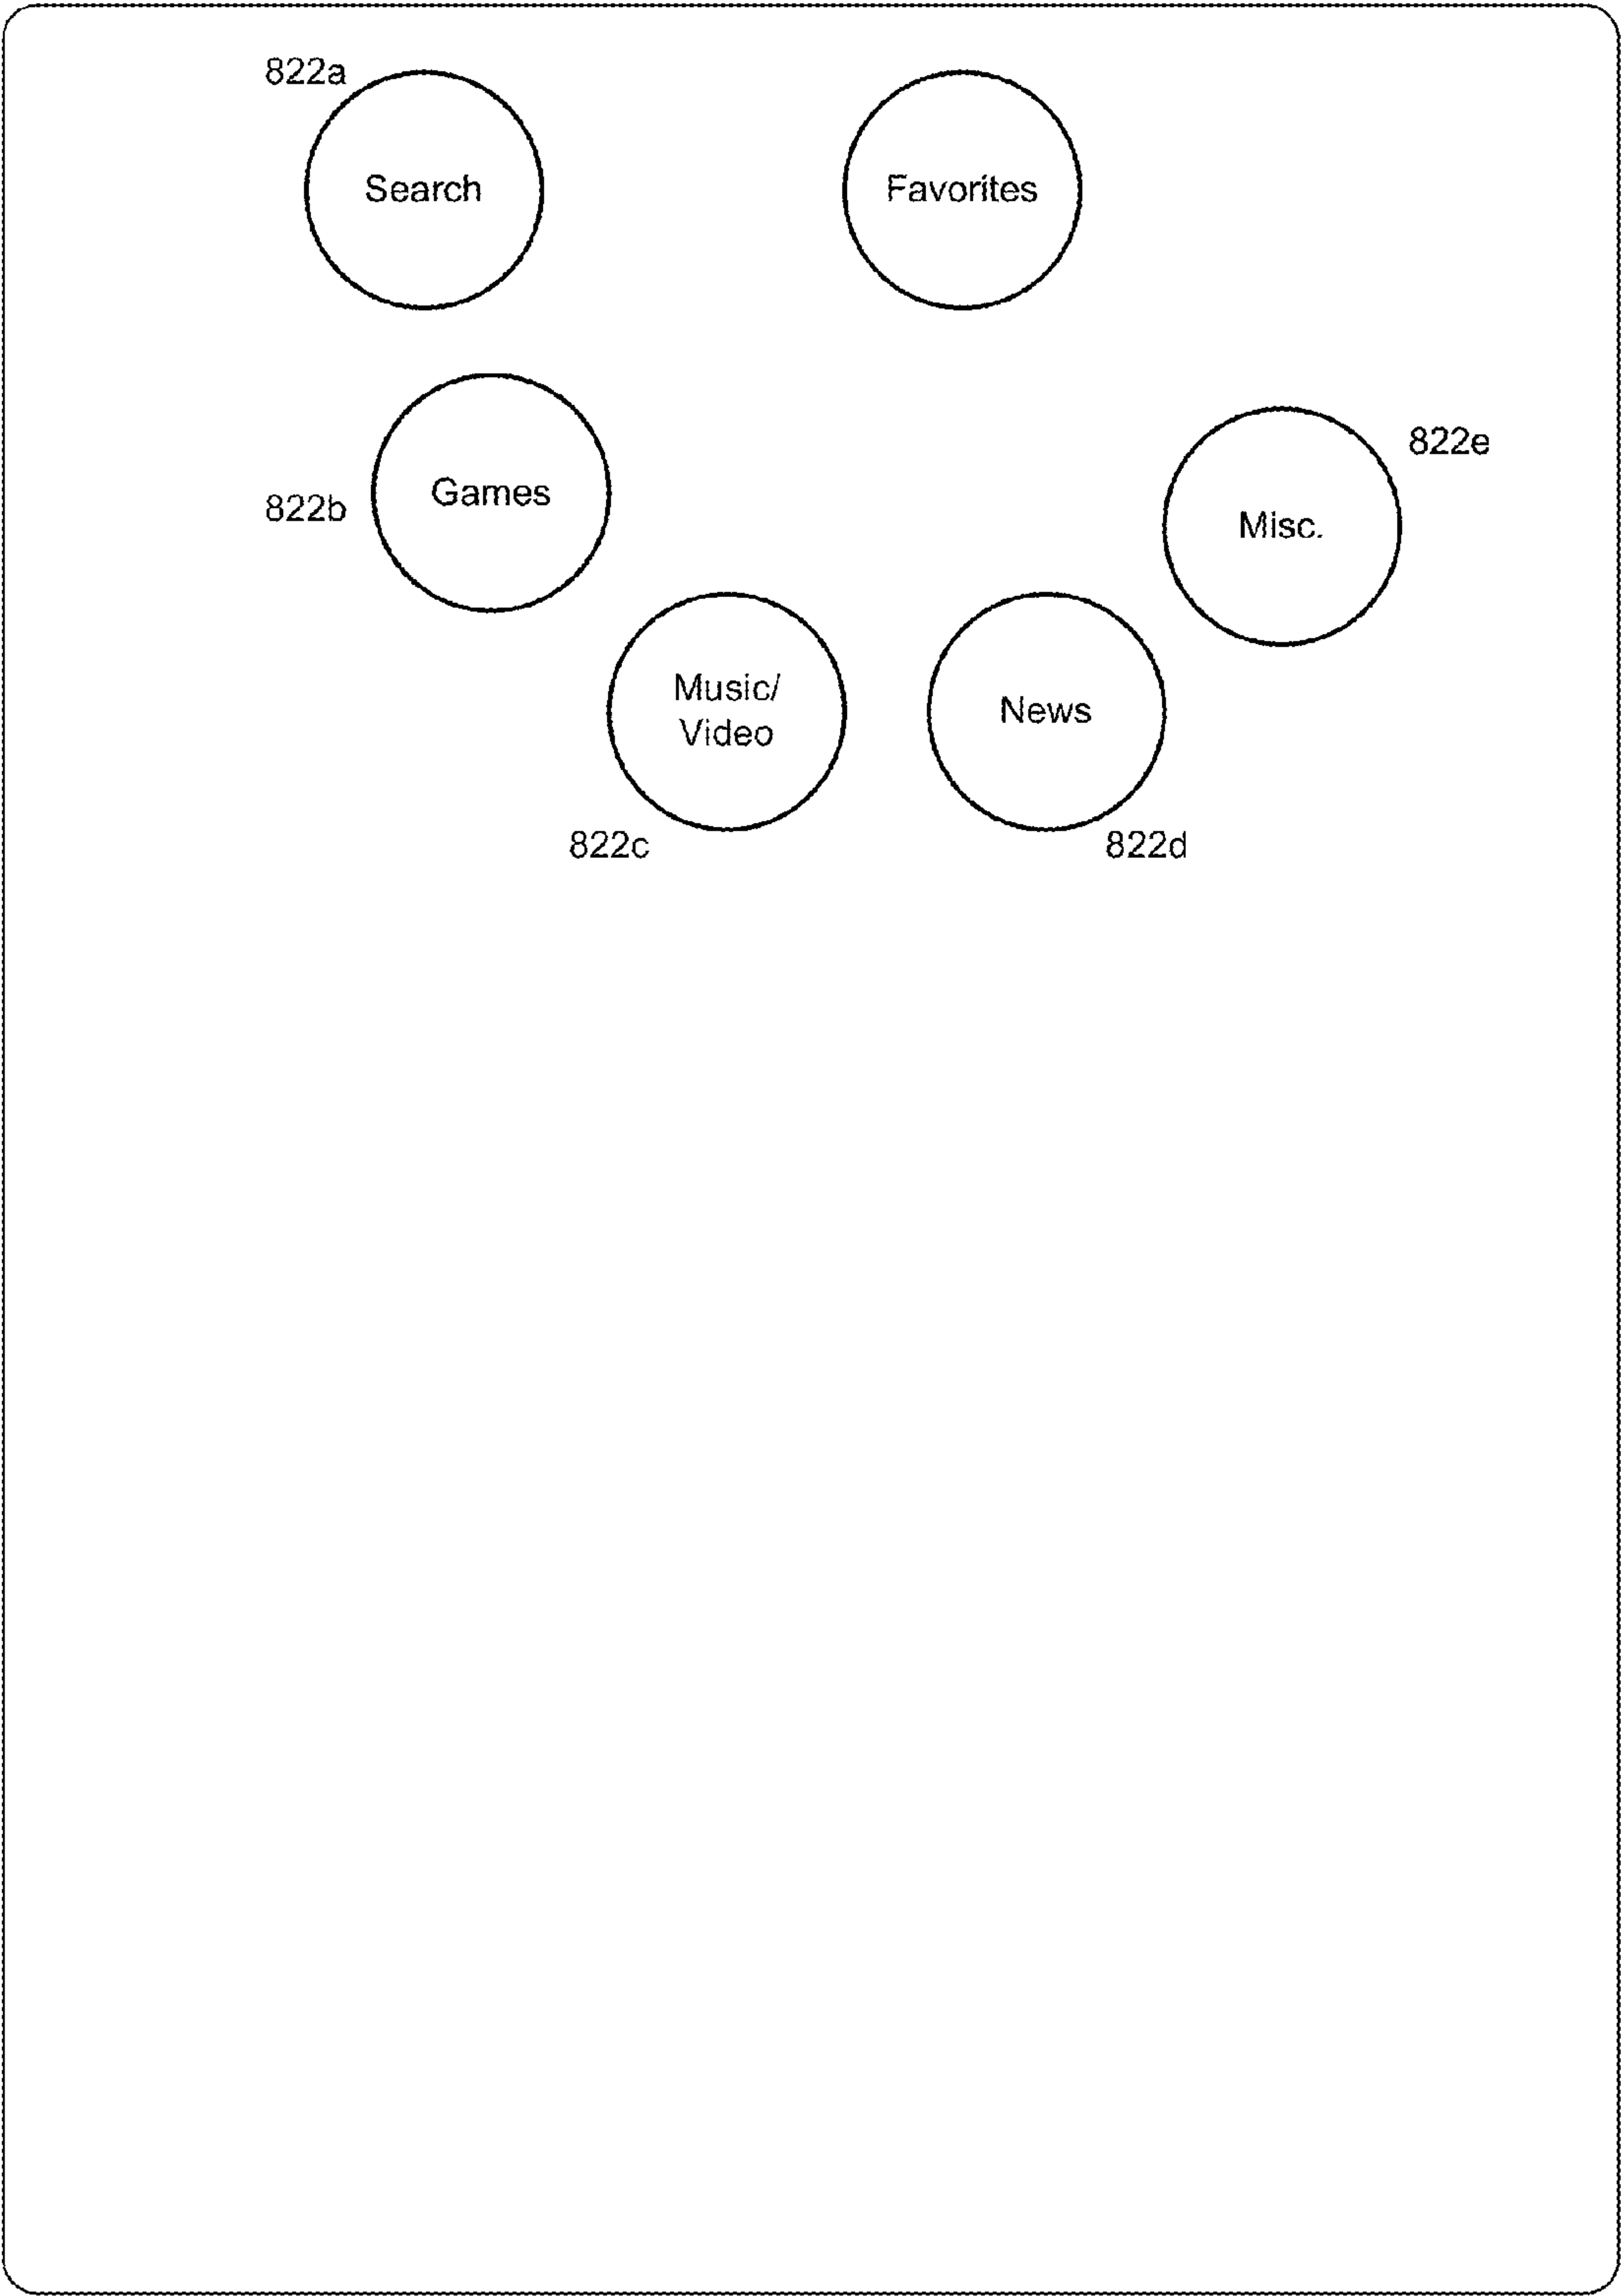 822a
Search
Favorites
822b
Games
822e
Misc.
Music/
Video
News
822c
822d